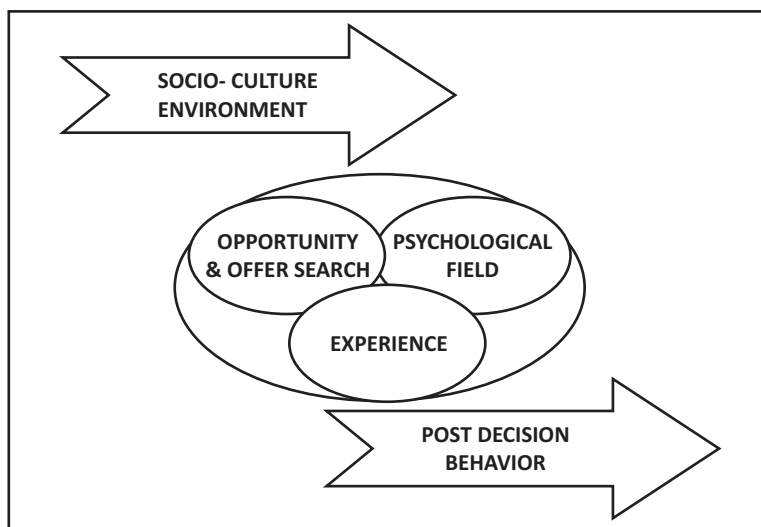 SOCIO- CULTURE
ENVIRONMENT
OPPORTUNITY
& OFFER SEARCH
PSYCHOLOGICAL
FIELD
EXPERIENCE
POST DECISION
BEHAVIOR